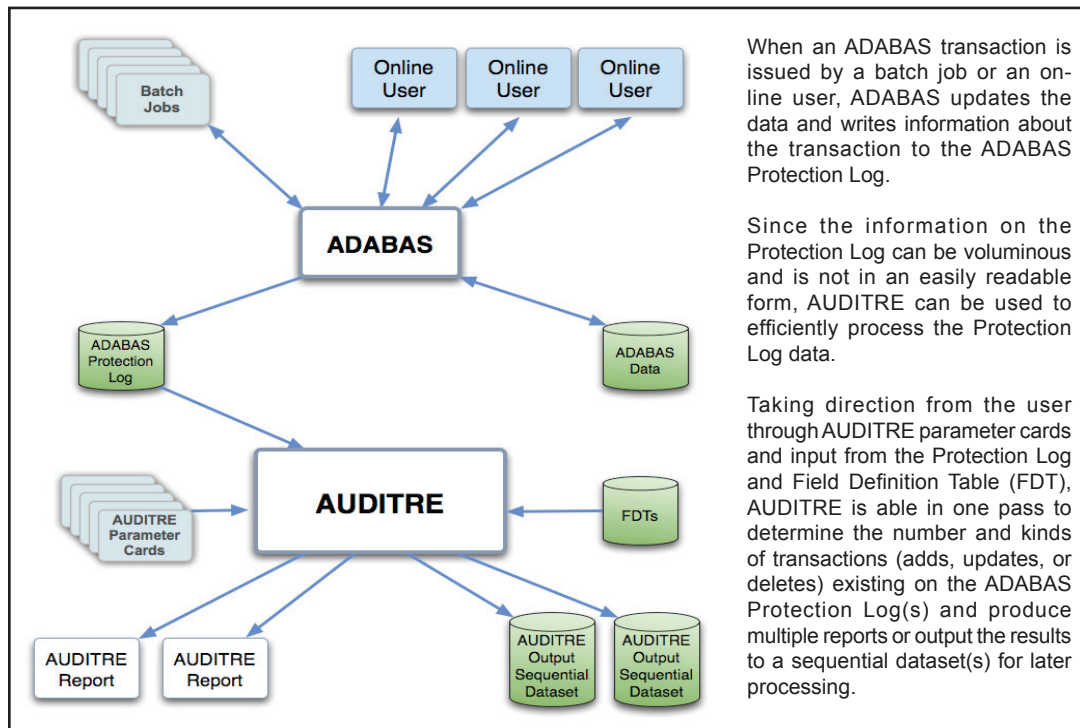 Batch
Jobs
Online
User
Online
User
Online
User
ADABAS
ADABAS
Protection
Log
ADABAS
Data
AUDITRE
Parameter
Cards
AUDITRE
FDTs
AUDITRE
Report
AUDITRE
Report
AUDITRE
Output
Sequential
Dataset
AUDITRE
Output
Sequential
Dataset
When an ADABAS transaction is
issued by a batch job or an on-
line user, ADABAS updates the
data and writes information about
the transaction to the ADABAS
Protection Log.
Since the information on the
Protection Log can be voluminous
and is not in an easily readable
form, AUDITRE can be used to
efficiently process the Protection
Log data.
Taking direction from the user
through AUDITRE parameter cards
and input from the Protection Log
and Field Definition Table (FDT),
AUDITRE is able in one pass to
determine the number and kinds
of transactions (adds, updates, or
deletes) existing on the ADABAS
Protection Log(s) and produce
multiple reports or output the results
to a sequential dataset(s) for later
processing.